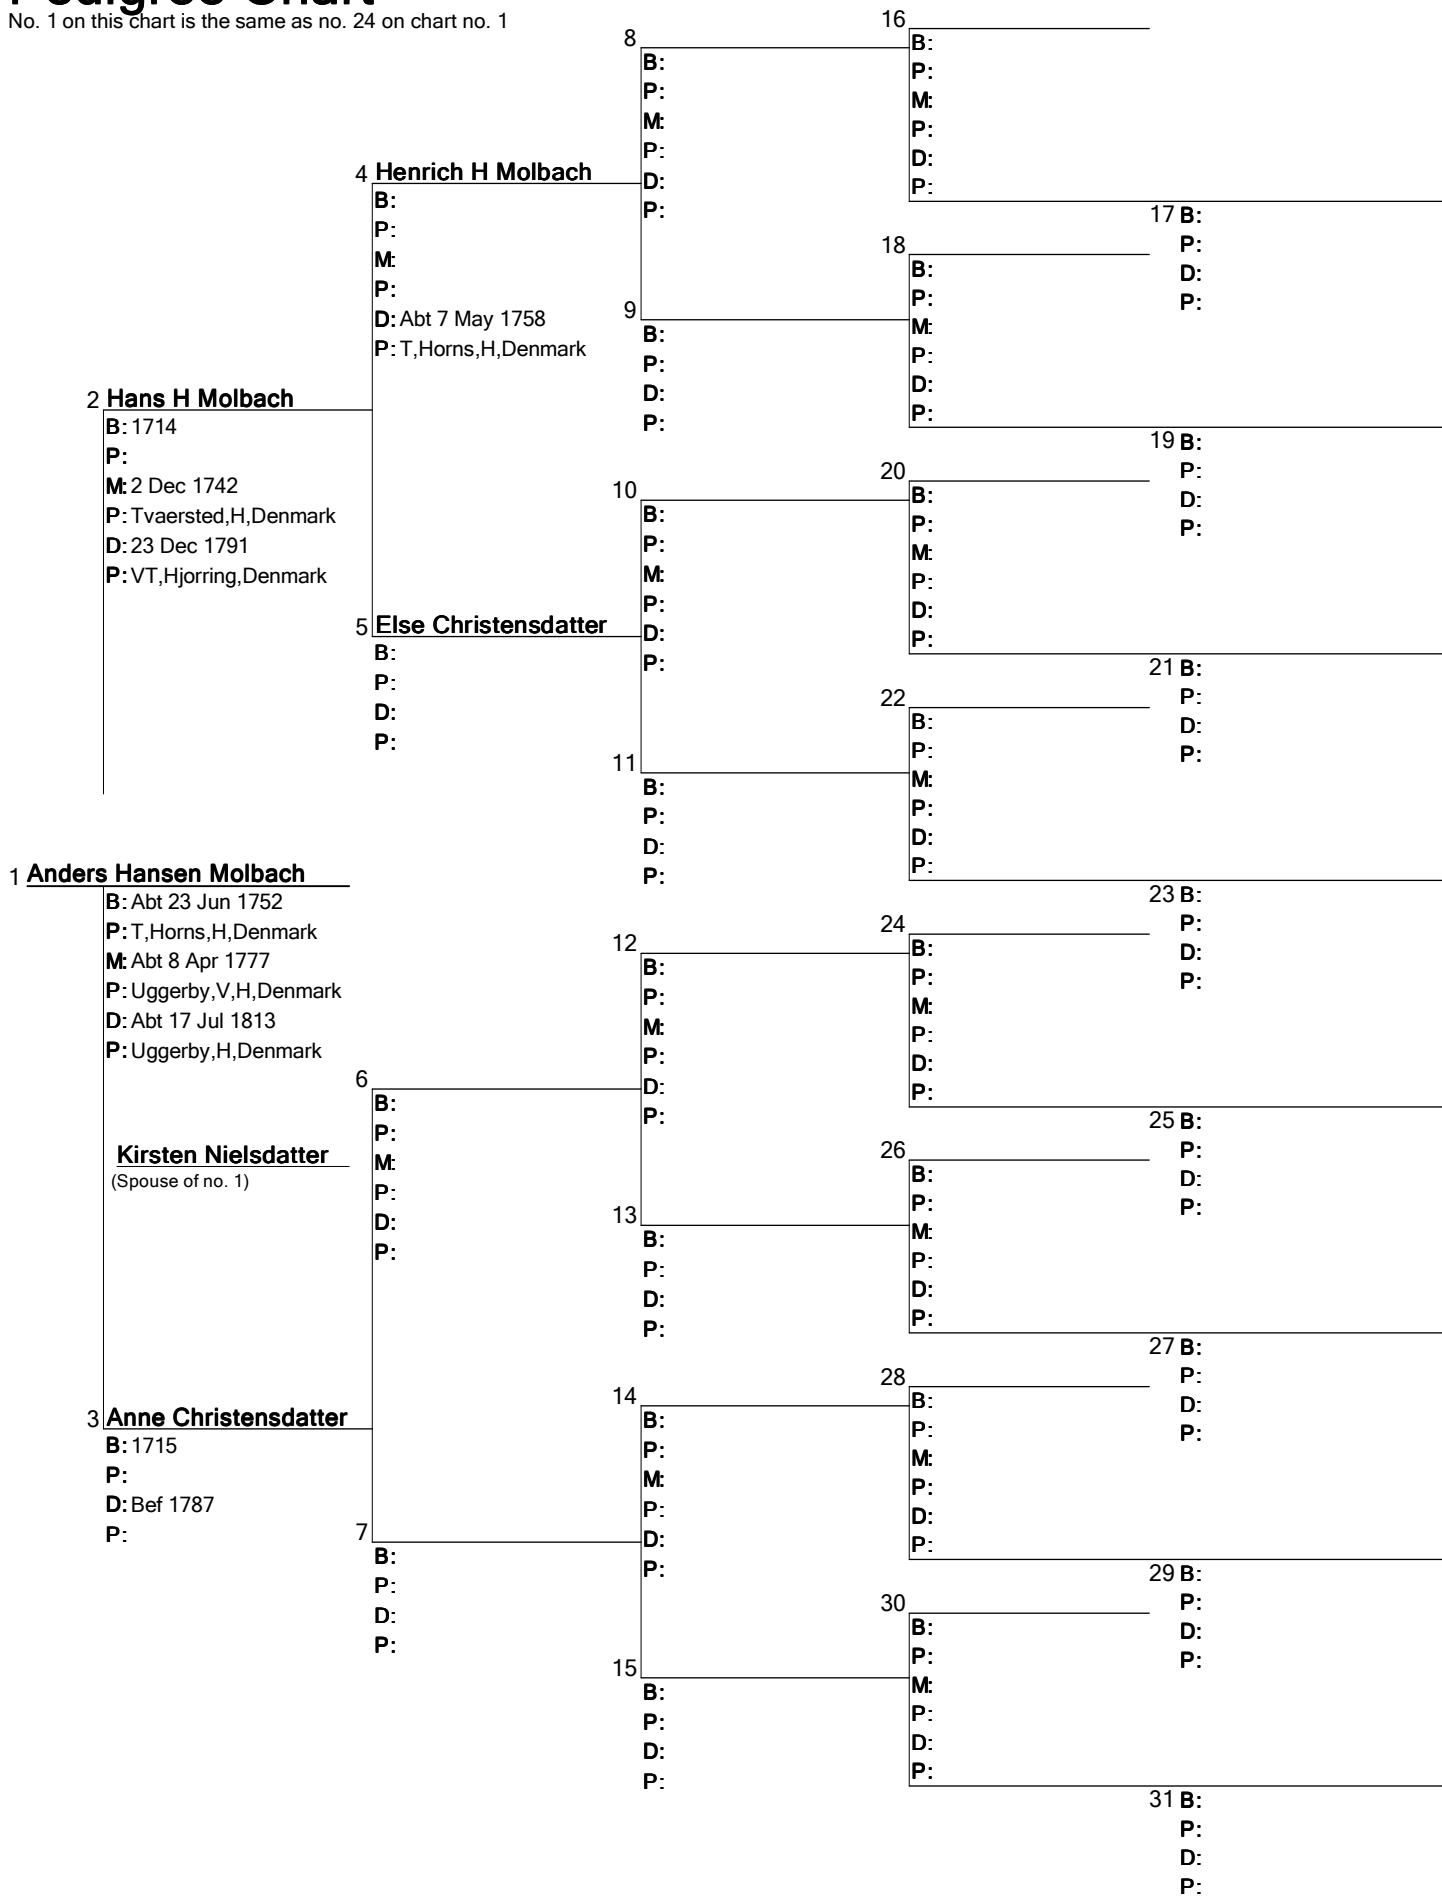 Pedigree Chart
No. 1 on this chart is the same as no. 24 on chart no. 1
1 Anders Hansen Molbach
B: Abt 23 Jun 1752
P: T,Horns,H,Denmark
M: Abt 8 Apr 1777
P: Uggerby,V,H,Denmark
D: Abt 17 Jul 1813
P: Uggerby,H,Denmark
Kirsten Nielsdatter
(Spouse of no. 1)
2 Hans H Molbach
B: 1714
P:
M: 2 Dec 1742
P: Tvaersted,H,Denmark
D: 23 Dec 1791
P: VT,Hjorring,Denmark
3 Anne Christensdatter
B: 1715
P:
D: Bef 1787
P:
4 Henrich H Molbach
B:
P:
M:
P:
D: Abt 7 May 1758
P: T,Horns,H,Denmark
5 Else Christensdatter
B:
P:
D:
P:
6
B:
P:
M:
P:
D:
P:
7
B:
P:
D:
P:
8
B:
P:
M:
P:
D:
P:
9
B:
P:
D:
P:
10
B:
P:
M:
P:
D:
P:
11
B:
P:
D:
P:
12
B:
P:
M:
P:
D:
P:
13
B:
P:
D:
P:
14
B:
P:
M:
P:
D:
P:
15
B:
P:
D:
P:
16
B:
P:
M:
P:
D:
P:
17 B:
P:
D:
P:
18
B:
P:
M:
P:
D:
P:
19 B:
P:
D:
P:
20
B:
P:
M:
P:
D:
P:
21 B:
P:
D:
P:
22
B:
P:
M:
P:
D:
P:
23 B:
P:
D:
P:
24
B:
P:
M:
P:
D:
P:
25 B:
P:
D:
P:
26
B:
P:
M:
P:
D:
P:
27 B:
P:
D:
P:
28
B:
P:
M:
P:
D:
P:
29 B:
P:
D:
P:
30
B:
P:
M:
P:
D:
P:
31 B:
P:
D:
P: